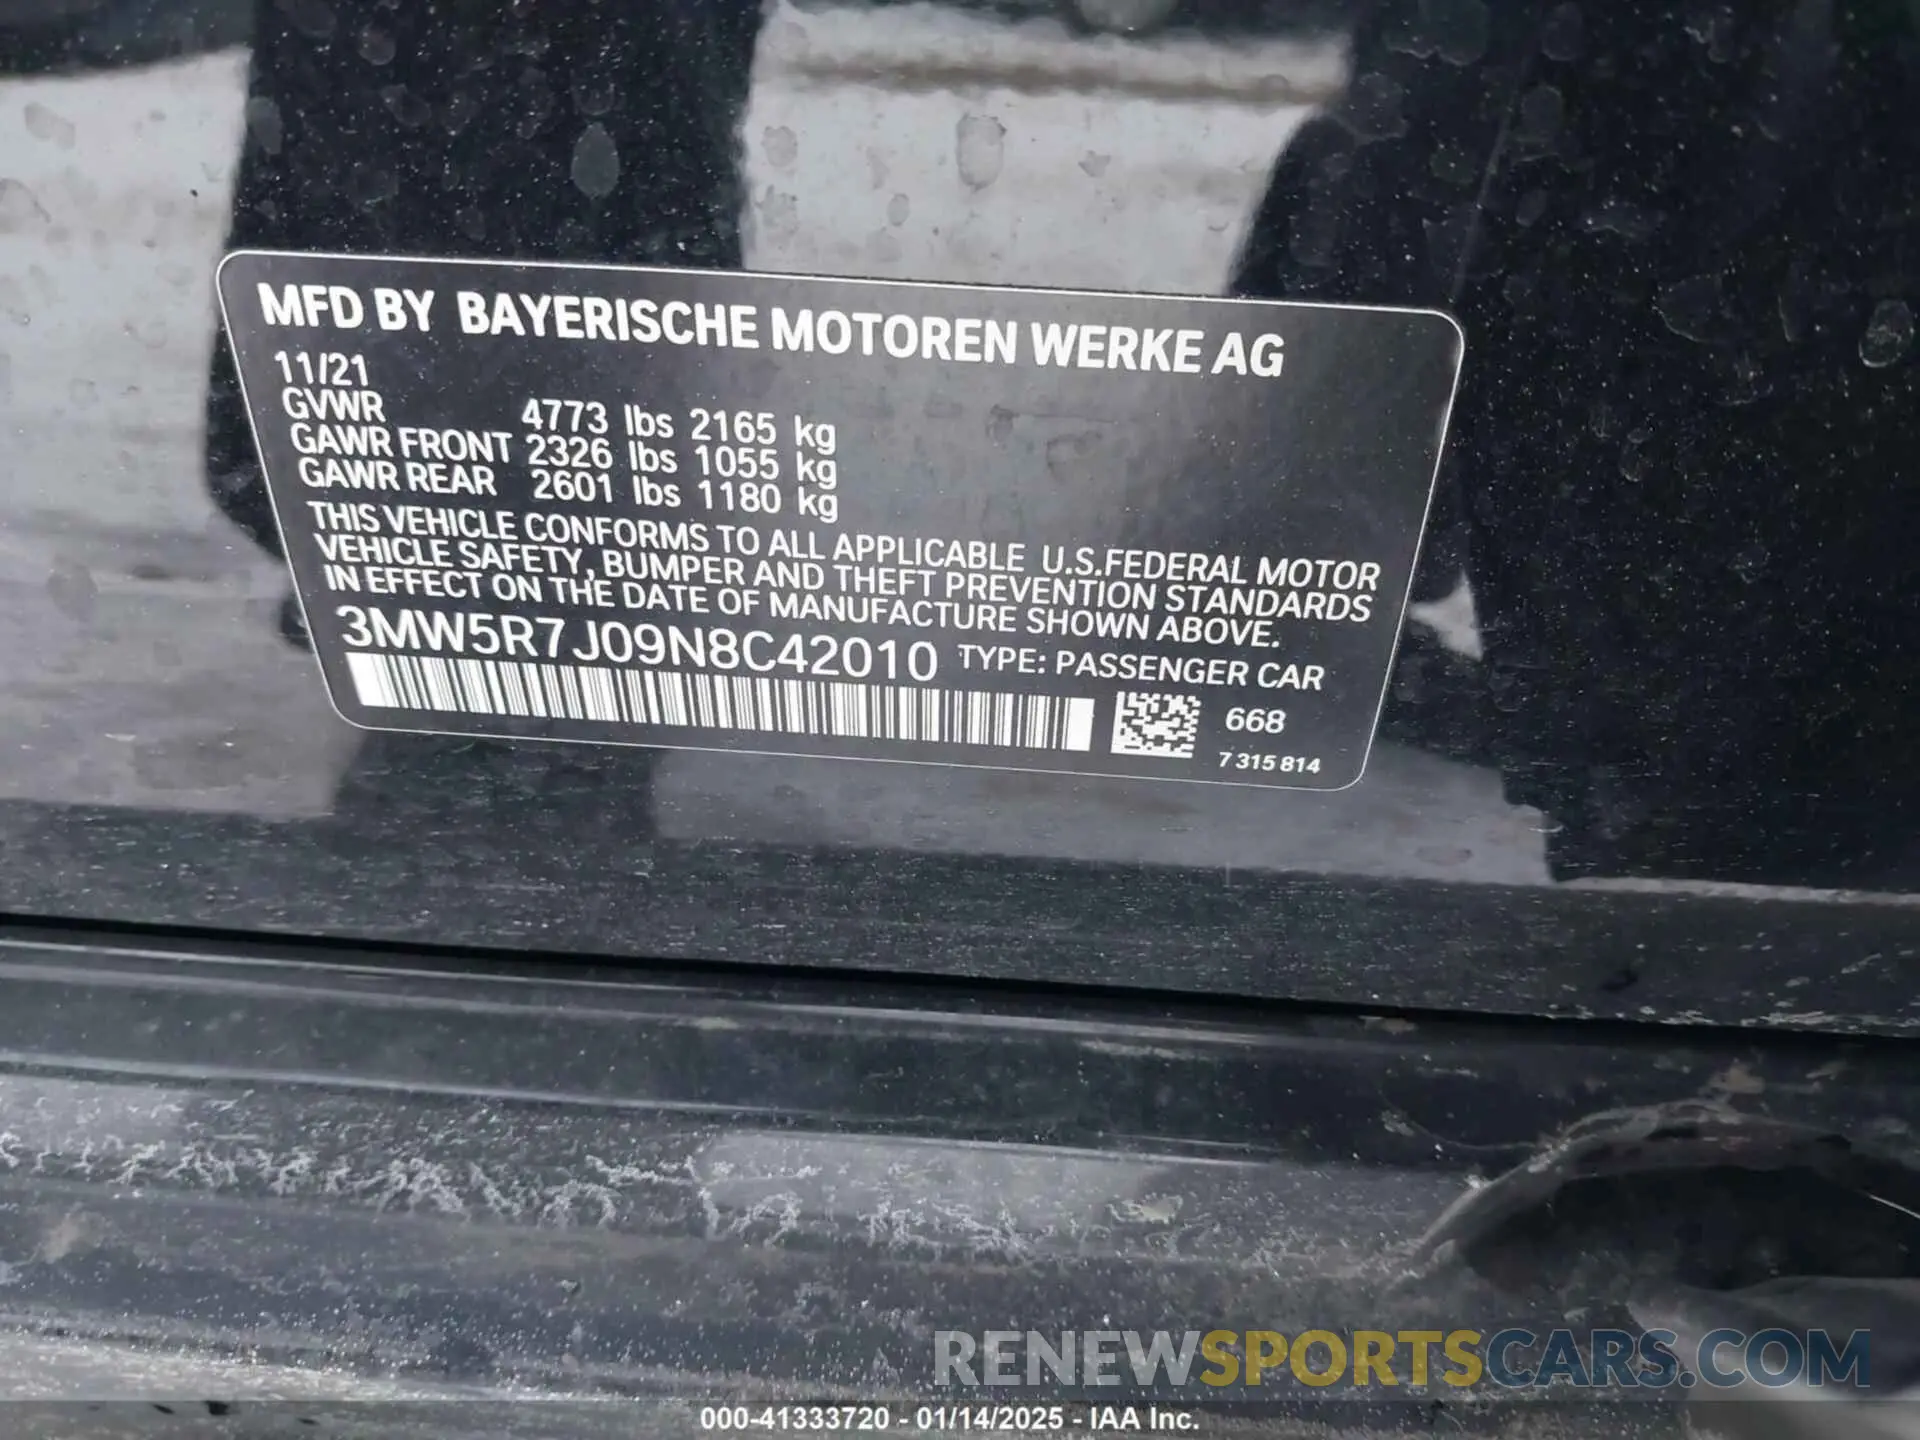 MFD BY BAYERISCHE MOTOREN WERKE AG
11/21
GVWR 4773 lbs 2165 kg
GAWR FRONT 2326 lbs 1055 kg
GAWR REAR 2601 lbs 1180 kg
THIS VEHICLE CONFORMS TO ALL APPLICABLE U.S.FEDERAL MOTOR
VEHICLE SAFETY, BUMPER AND THEFT PREVENTION STANDARDS
IN EFFECT ON THE DATE OF MANUFACTURE SHOWN ABOVE.
3MW5R7J09N8C42010 TYPE: PASSENGER CAR
668
7 315 814
RENEWSPORTSCARS.COM
000-41333720 - 01/14/2025 - IAA Inc.